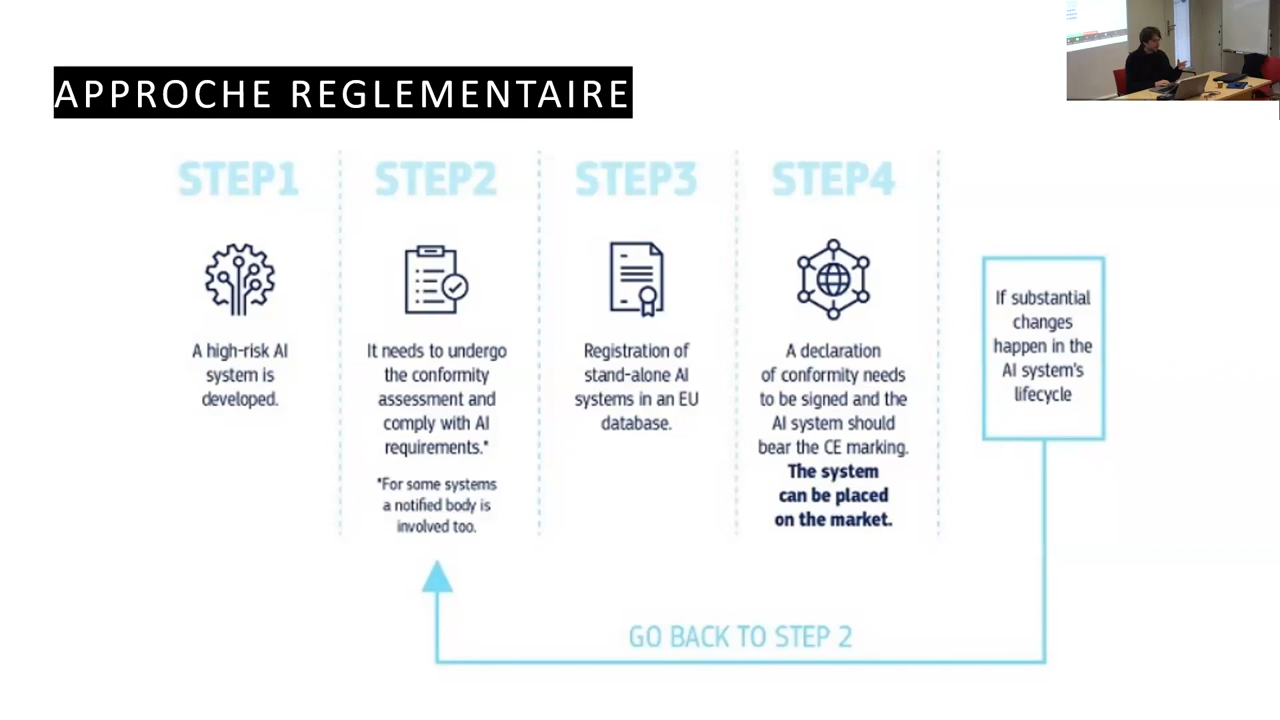 APPROCHE REGLEMENTAIRE
STEP1
A high-risk AI
system is
developed.
STEP2
It needs to undergo
the conformity
assessment and
comply with AI
requirements.*
*For some systems
a notified body is
involved too.
STEP3
Registration of
stand-alone AI
systems in an EU
database.
STEP4
A declaration
of conformity needs
to be signed and the
AI system should
bear the CE marking.
The system
can be placed
on the market.
If substantial
changes
happen in the
AI system's
lifecycle
GO BACK TO STEP 2